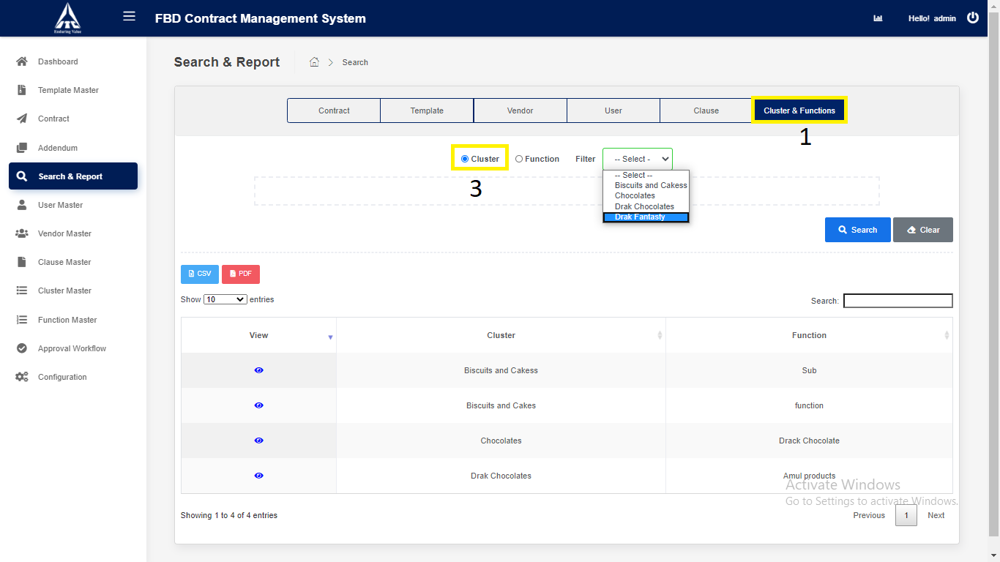 ITC
Enduring Value
FBD Contract Management System
Hello! admin
Dashboard
Template Master
Contract
Addendum
Search & Report
User Master
Vendor Master
Clause Master
Cluster Master
Function Master
Approval Workflow
Configuration
Search & Report
Search
Contract Template Vendor User Clause Cluster & Functions
1
Cluster Function Filter -- Select -
3
-- Select --
Biscuits and Cakess
Chocolates
Drak Chocolates
Drak Fantasty
Search Clear
CSV PDF
Show 10 entries
Search:
View Cluster Function
Biscuits and Cakess Sub
Biscuits and Cakes function
Chocolates Drack Chocolate
Drak Chocolates Amul products
Activate Windows
Go to Settings to activate Windows.
Showing 1 to 4 of 4 entries
Previous 1 Next